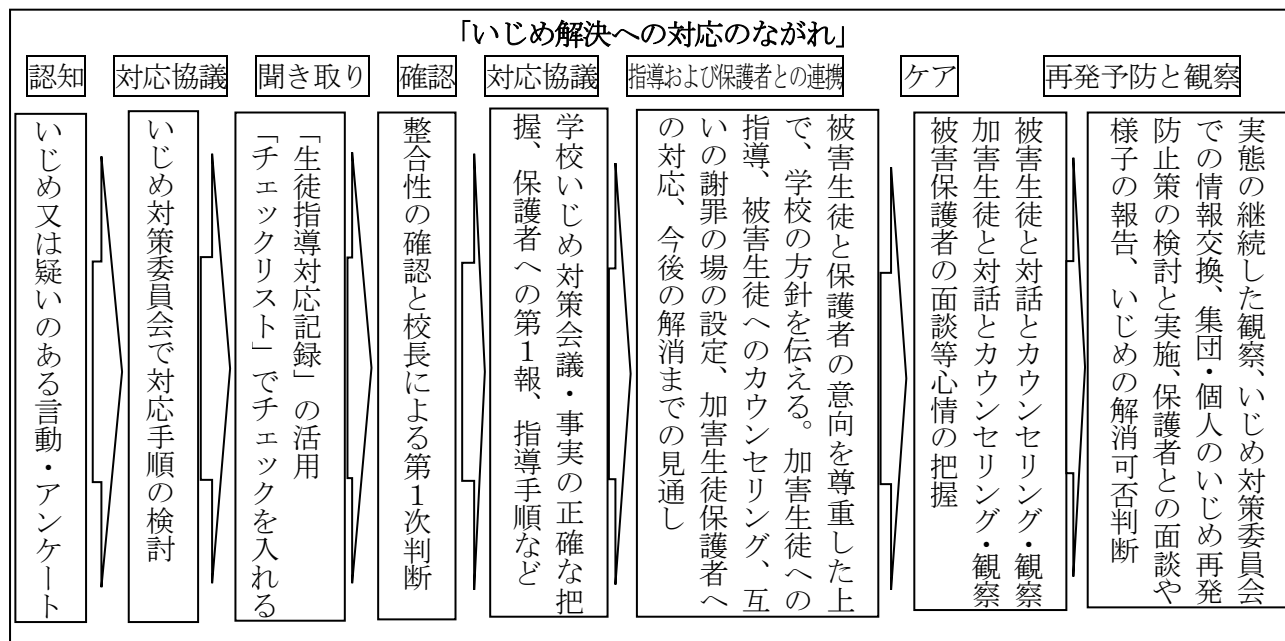 「いじめ解決への対応のながれ」
認知
対応協議
聞き取り
確認
対応協議
指導および保護者との連携
ケア
再発予防と観察
いじめ又は疑いのある言動・アンケート
いじめ対策委員会で対応手順の検討
「生徒指導対応記録」の活用
「チェックリスト」でチェックを入れる
整合性の確認と校長による第1次判断
学校いじめ対策会議・事実の正確な把
握、保護者への第1報、指導手順など
被害生徒と保護者の意向を尊重した上
で、学校の方針を伝える。加害生徒への
指導、被害生徒へのカウンセリング、互
いの謝罪の場の設定、加害生徒保護者へ
の対応、今後の解消までの見通し
被害生徒と対話とカウンセリング・観察
加害生徒と対話とカウンセリング・観察
被害保護者の面談等心情の把握
実態の継続した観察、いじめ対策委員会
での情報交換、集団・個人のいじめ再発
防止策の検討と実施、保護者との面談や
様子の報告、いじめの解消可否判断